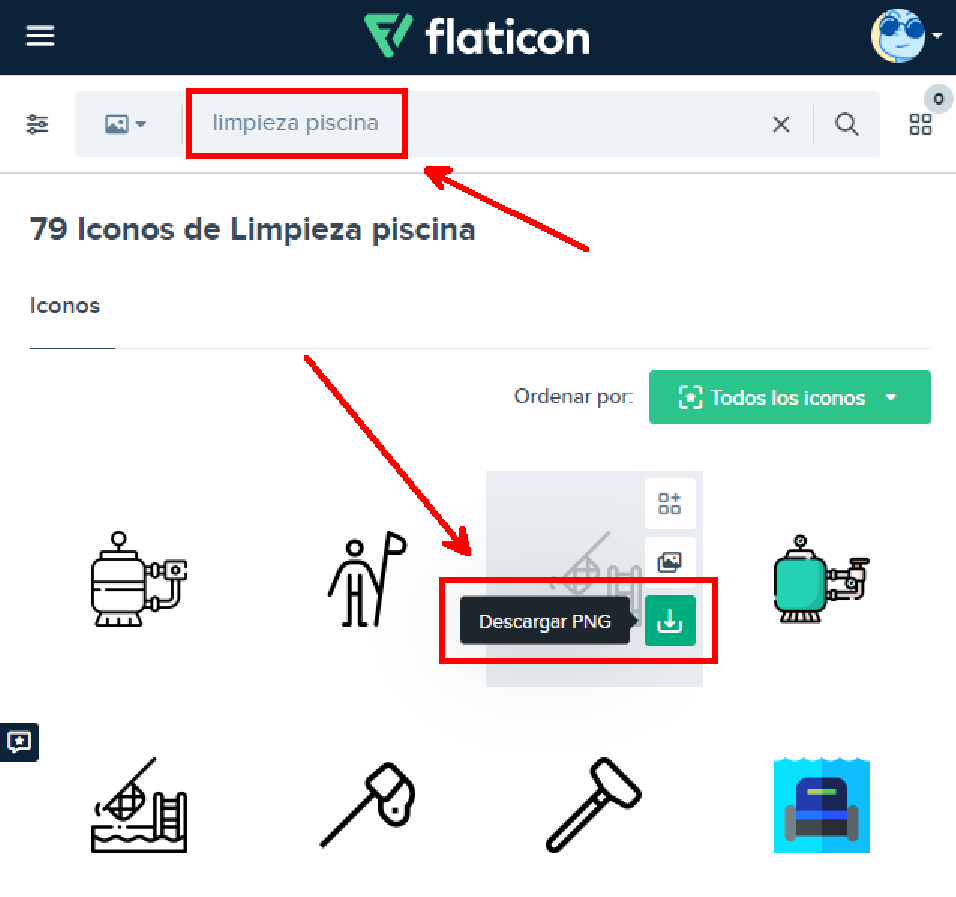 flaticon
0
limpieza piscina
79 Iconos de Limpieza piscina
Iconos
Ordenar por:
Todos los iconos
Descargar PNG